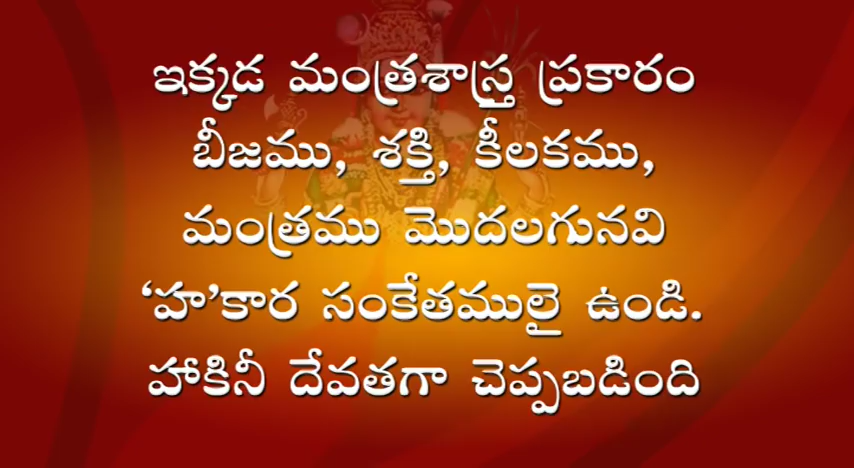 ఇక్కడ మంత్రశాస్త్ర ప్రకారం
బీజము, శక్తి, కీలకము,
మంత్రము మొదలగునవి
‘హ’కార సంకేతములై ఉండి.
హాకినీ దేవతగా చెప్పబడింది